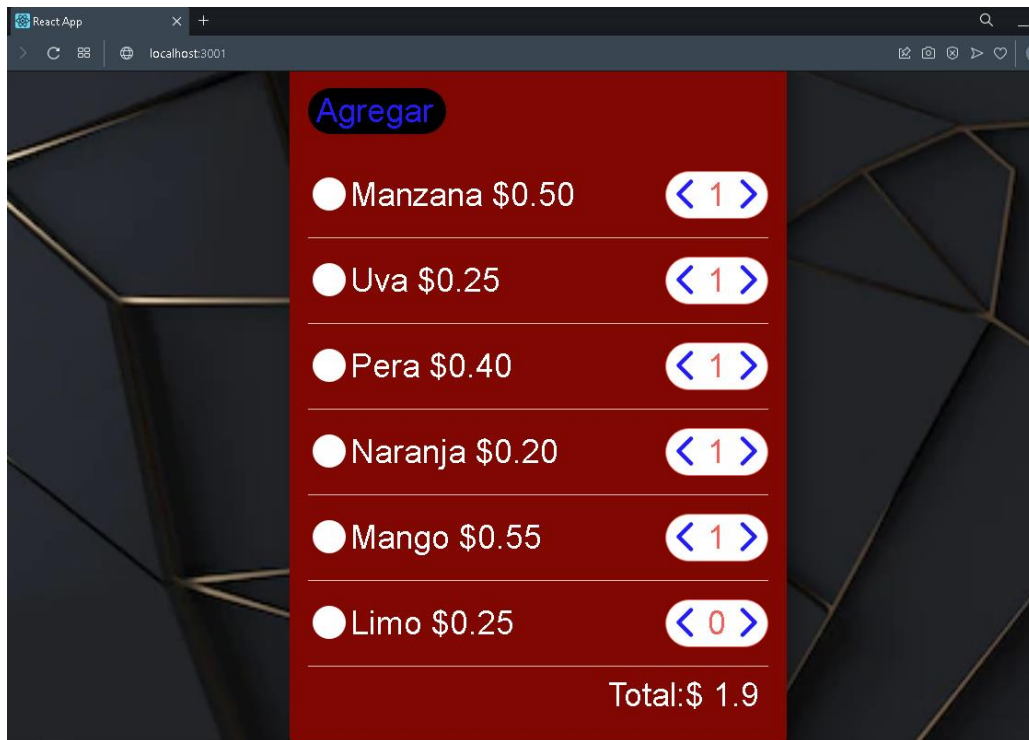 React App
localhost:3001
Agregar
Manzana $0.50 1
Uva $0.25 1
Pera $0.40 1
Naranja $0.20 1
Mango $0.55 1
Limo $0.25 0
Total:$ 1.9